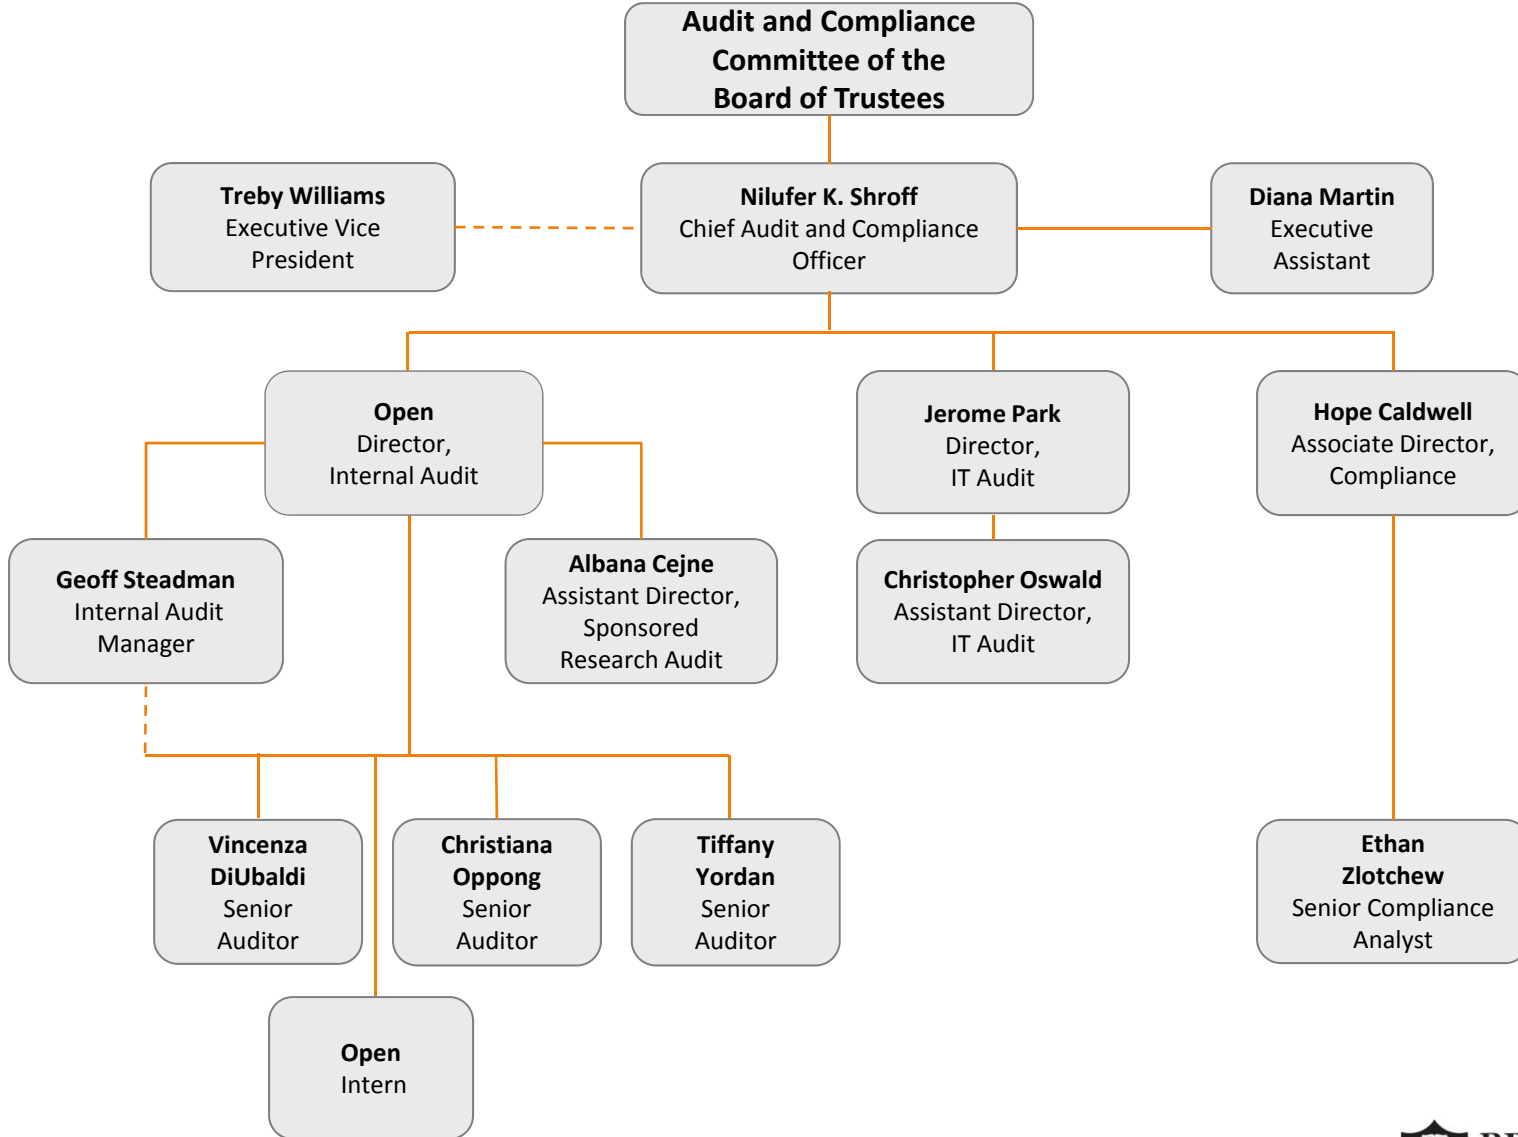 Audit and Compliance
Committee of the
Board of Trustees
Treby Williams
Executive Vice
President
Nilufer K. Shroff
Chief Audit and Compliance
Officer
Diana Martin
Executive
Assistant
Open
Director,
Internal Audit
Jerome Park
Director,
IT Audit
Hope Caldwell
Associate Director,
Compliance
Geoff Steadman
Internal Audit
Manager
Albana Cejne
Assistant Director,
Sponsored
Research Audit
Christopher Oswald
Assistant Director,
IT Audit
Vincenza
DiUbaldi
Senior
Auditor
Christiana
Oppong
Senior
Auditor
Tiffany
Yordan
Senior
Auditor
Ethan
Zlotchew
Senior Compliance
Analyst
Open
Intern